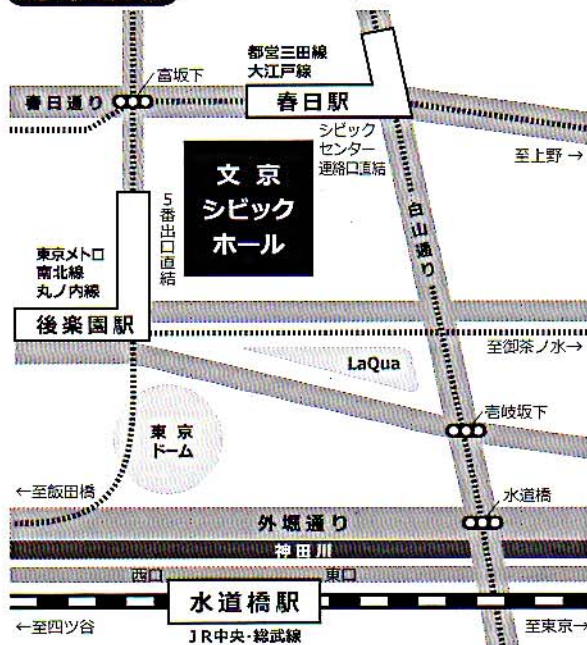 都営三田線
大江戸線
富坂下
春日通り
春日駅
シビック
センター
連絡口直結
至上野→
文京
シビック
ホール
5番出口直結
白山通り
東京メトロ
南北線
丸ノ内線
後楽園駅
至御茶ノ水→
LaQua
壱岐坂下
東京
ドーム
←至飯田橋
水道橋
外堀通り
神田川
西口
東口
水道橋駅
←至四ツ谷
至東京→
JR中央・総武線